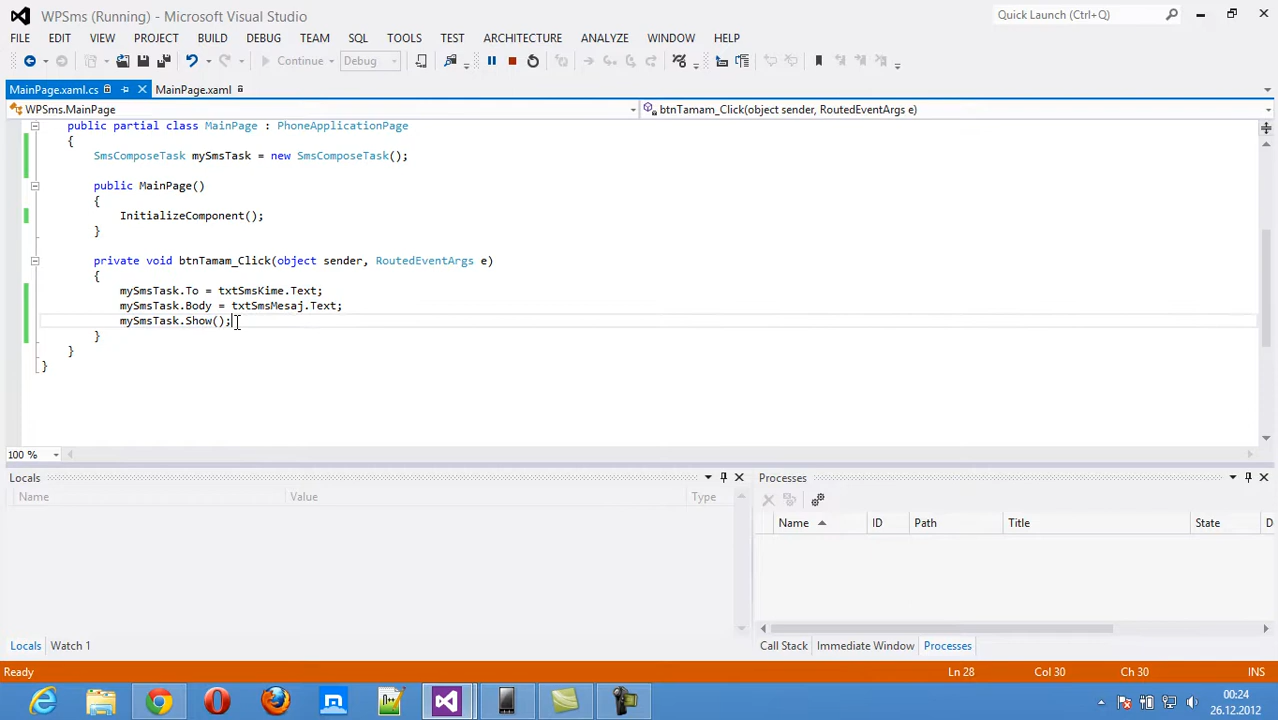 WPSms (Running) - Microsoft Visual Studio
Quick Launch (Ctrl+Q)
FILE EDIT VIEW PROJECT BUILD DEBUG TEAM SQL TOOLS TEST ARCHITECTURE ANALYZE WINDOW HELP
Continue Debug
MainPage.xaml.cs MainPage.xaml
WPSms.MainPage btnTamam_Click(object sender, RoutedEventArgs e)
public partial class MainPage : PhoneApplicationPage
{
SmsComposeTask mySmsTask = new SmsComposeTask();
public MainPage()
{
InitializeComponent();
}
private void btnTamam_Click(object sender, RoutedEventArgs e)
{
mySmsTask.To = txtSmsKime.Text;
mySmsTask.Body = txtSmsMesaj.Text;
mySmsTask.Show();
}
}
}
100 %
Locals Processes
Name Value Type
Name ID Path Title State D
Locals Watch 1 Call Stack Immediate Window Processes
Ready Ln 28 Col 30 Ch 30 INS
00:24
26.12.2012